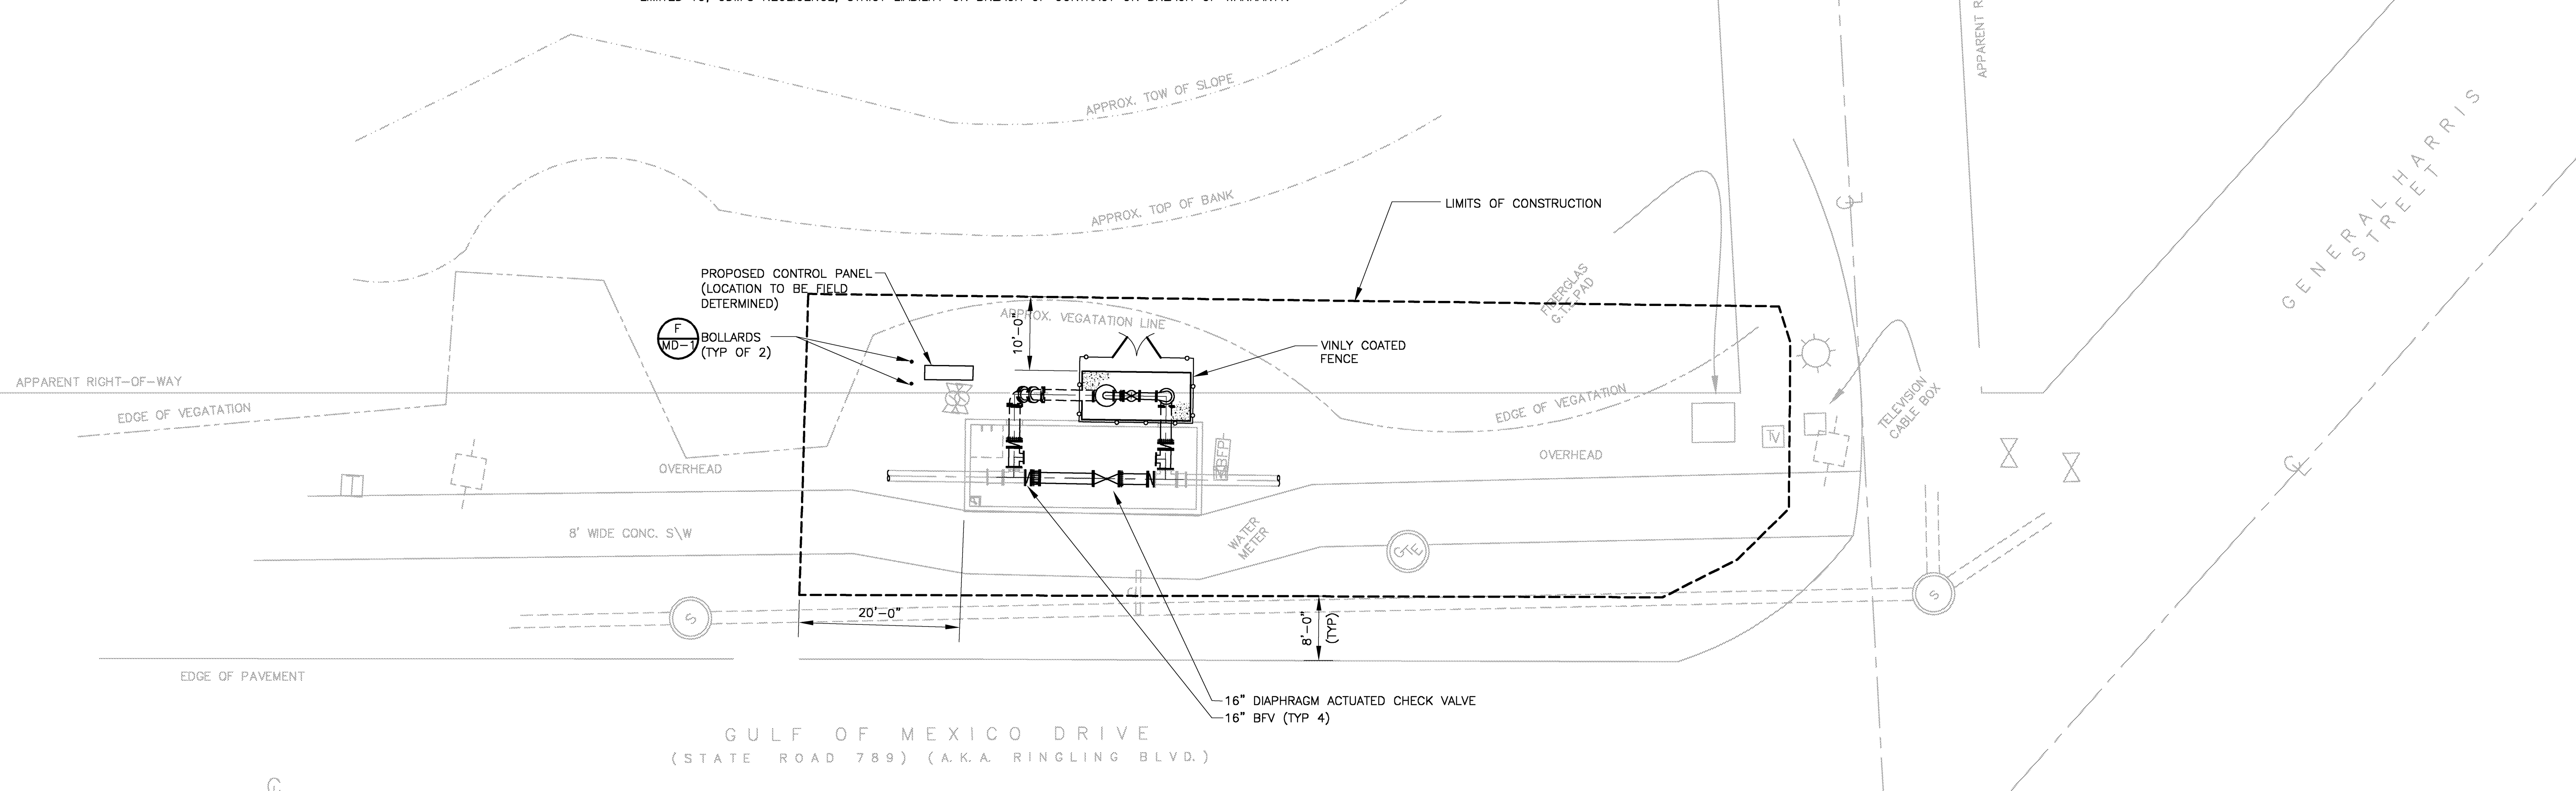 APPARENT R
APPROX. TOW OF SLOPE
APPROX. TOP OF BANK
LIMITS OF CONSTRUCTION
GENERAL HARRIS
STREET
PROPOSED CONTROL PANEL
(LOCATION TO BE FIELD
DETERMINED)
FIBERGLAS
G.T.E PAD
APPROX. VEGATATION LINE
10'-0"
F
MD-1
BOLLARDS
(TYP OF 2)
VINLY COATED
FENCE
APPARENT RIGHT-OF-WAY
EDGE OF VEGATATION
EDGE OF VEGATATION
TELEVISION
CABLE BOX
TV
BFP
OVERHEAD
OVERHEAD
8' WIDE CONC. S\W
WATER
METER
GTE
S
S
20'-0"
8'-0"
(TYP)
EDGE OF PAVEMENT
16" DIAPHRAGM ACTUATED CHECK VALVE
16" BFV (TYP 4)
GULF OF MEXICO DRIVE
(STATE ROAD 789) (A.K.A. RINGLING BLVD.)